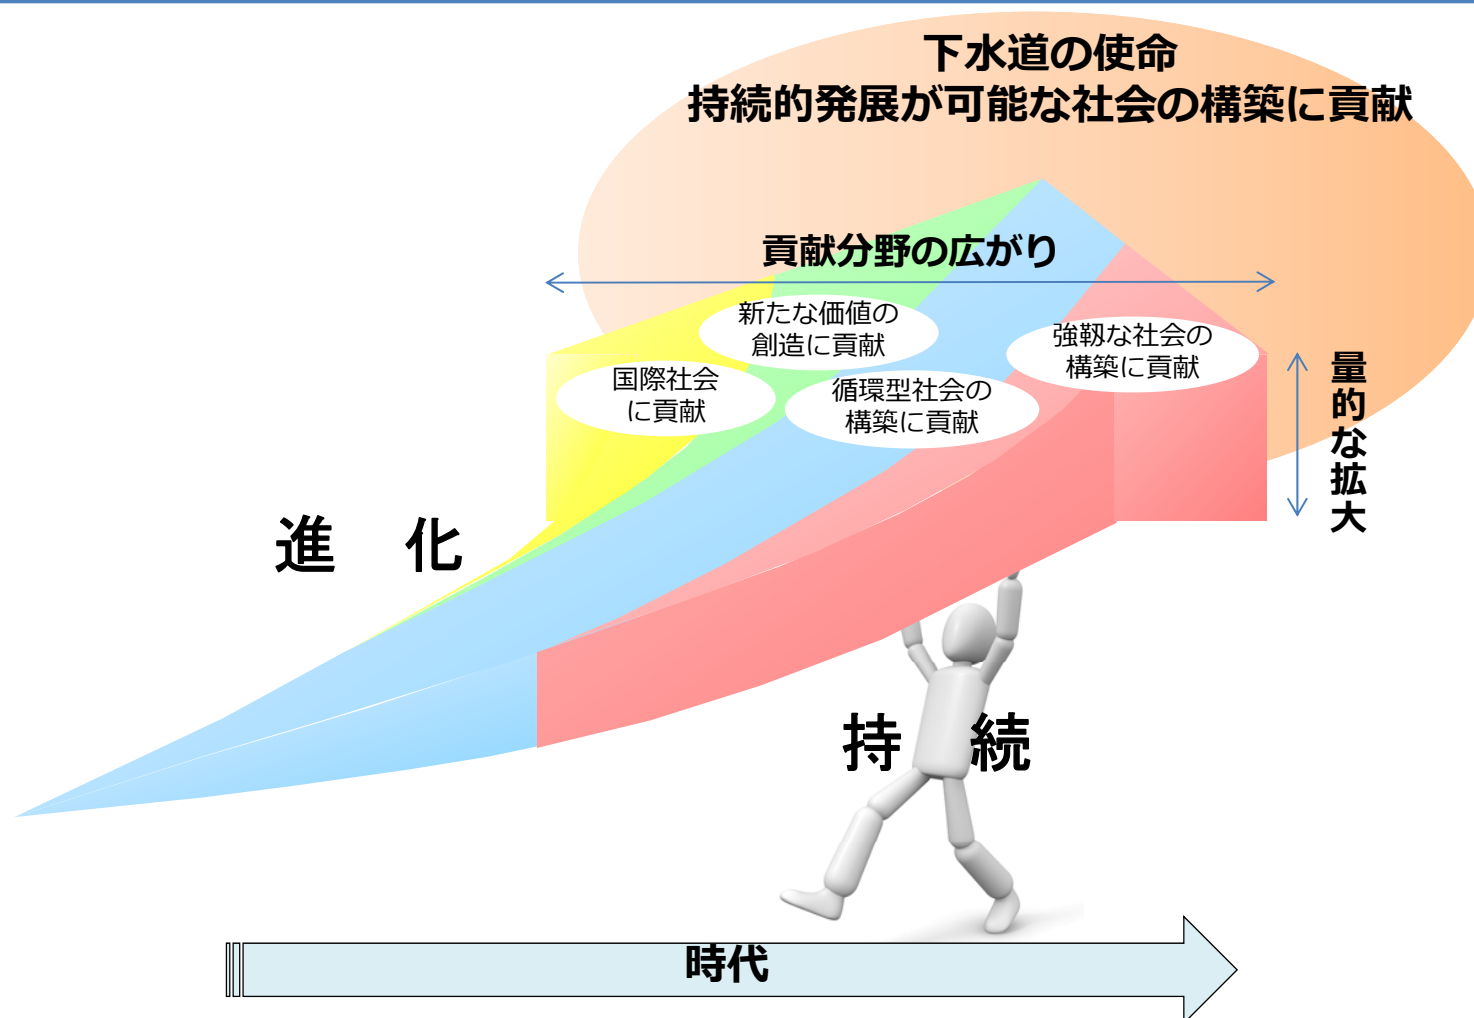 下水道の使命
持続的発展が可能な社会の構築に貢献
貢献分野の広がり
新たな価値の
創造に貢献
強靱な社会の
構築に貢献
国際社会
に貢献
循環型社会の
構築に貢献
量的な拡大
進 化
持 続
時代